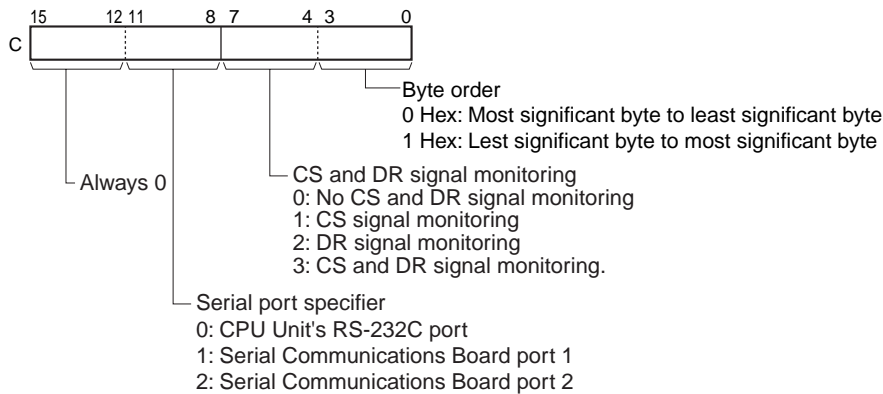 15 12 11 8 7 4 3 0
C
Byte order
0 Hex: Most significant byte to least significant byte
1 Hex: Lest significant byte to most significant byte
Always 0
CS and DR signal monitoring
0: No CS and DR signal monitoring
1: CS signal monitoring
2: DR signal monitoring
3: CS and DR signal monitoring.
Serial port specifier
0: CPU Unit's RS-232C port
1: Serial Communications Board port 1
2: Serial Communications Board port 2